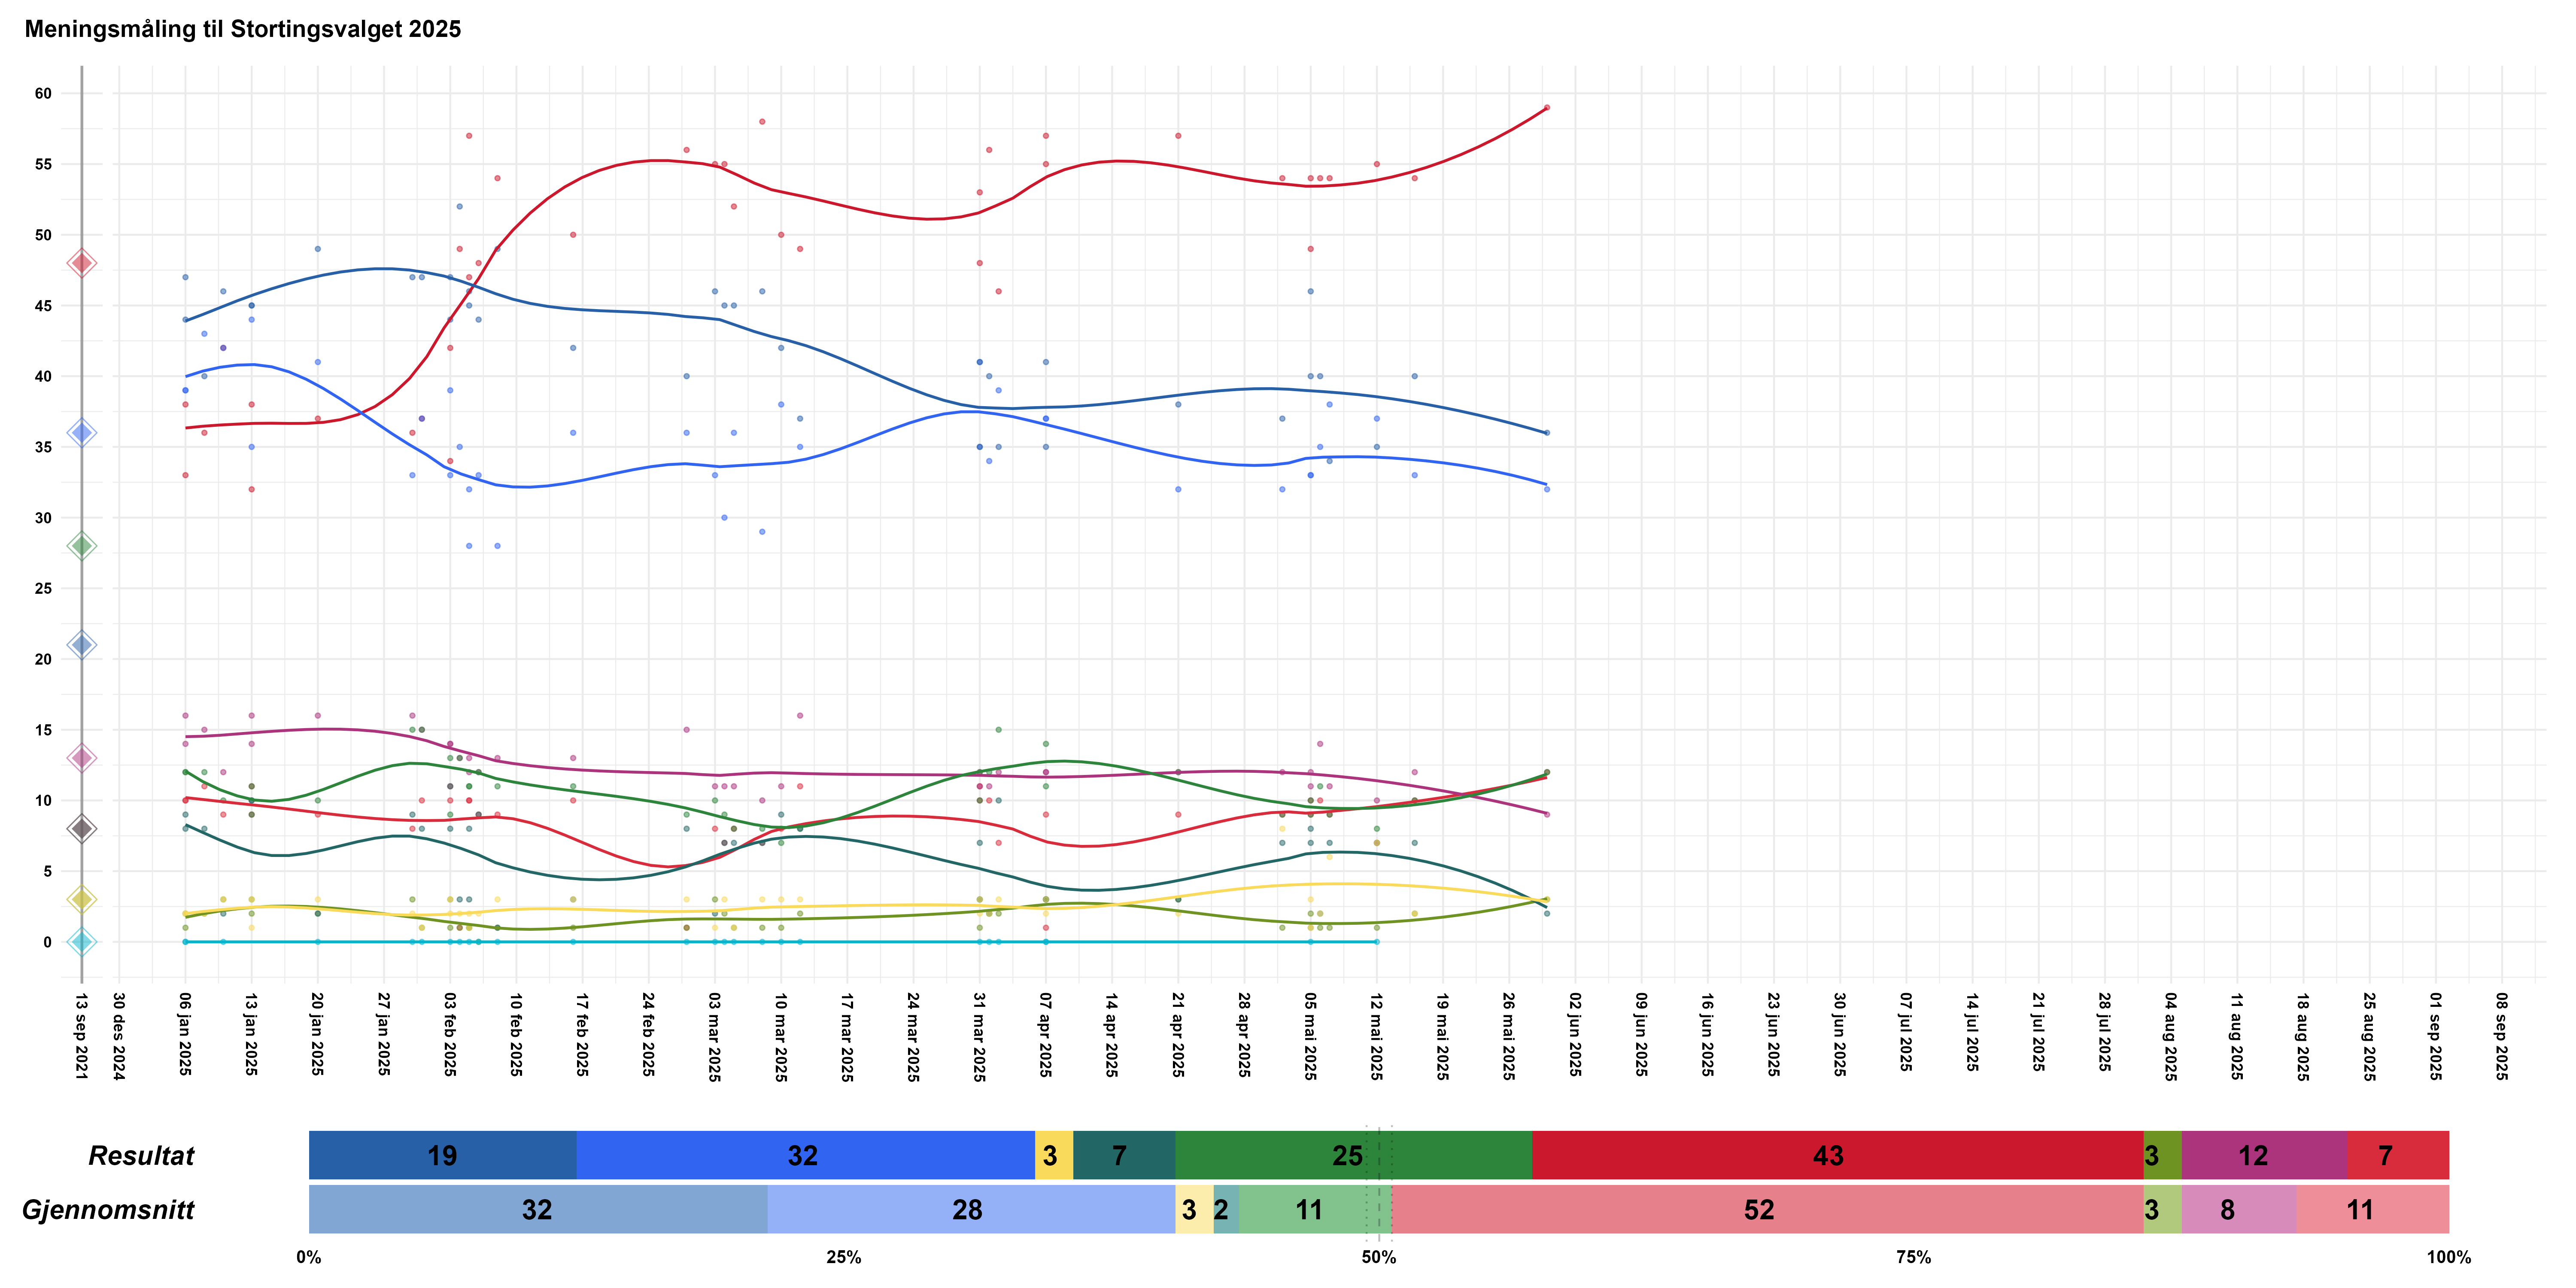 Meningsmåling til Stortingsvalget 2025
60
55
50
45
40
35
30
25
20
15
10
5
0
13 sep 2021
30 des 2024
06 jan 2025
13 jan 2025
20 jan 2025
27 jan 2025
03 feb 2025
10 feb 2025
17 feb 2025
24 feb 2025
03 mar 2025
10 mar 2025
17 mar 2025
24 mar 2025
31 mar 2025
07 apr 2025
14 apr 2025
21 apr 2025
28 apr 2025
05 mai 2025
12 mai 2025
19 mai 2025
26 mai 2025
02 jun 2025
09 jun 2025
16 jun 2025
23 jun 2025
30 jun 2025
07 jul 2025
14 jul 2025
21 jul 2025
28 jul 2025
04 aug 2025
11 aug 2025
18 aug 2025
25 aug 2025
01 sep 2025
08 sep 2025
Resultat 19 32 3 7 25 43 3 12 7
Gjennomsnitt 32 28 3 2 11 52 3 8 11
0% 25% 50% 75% 100%